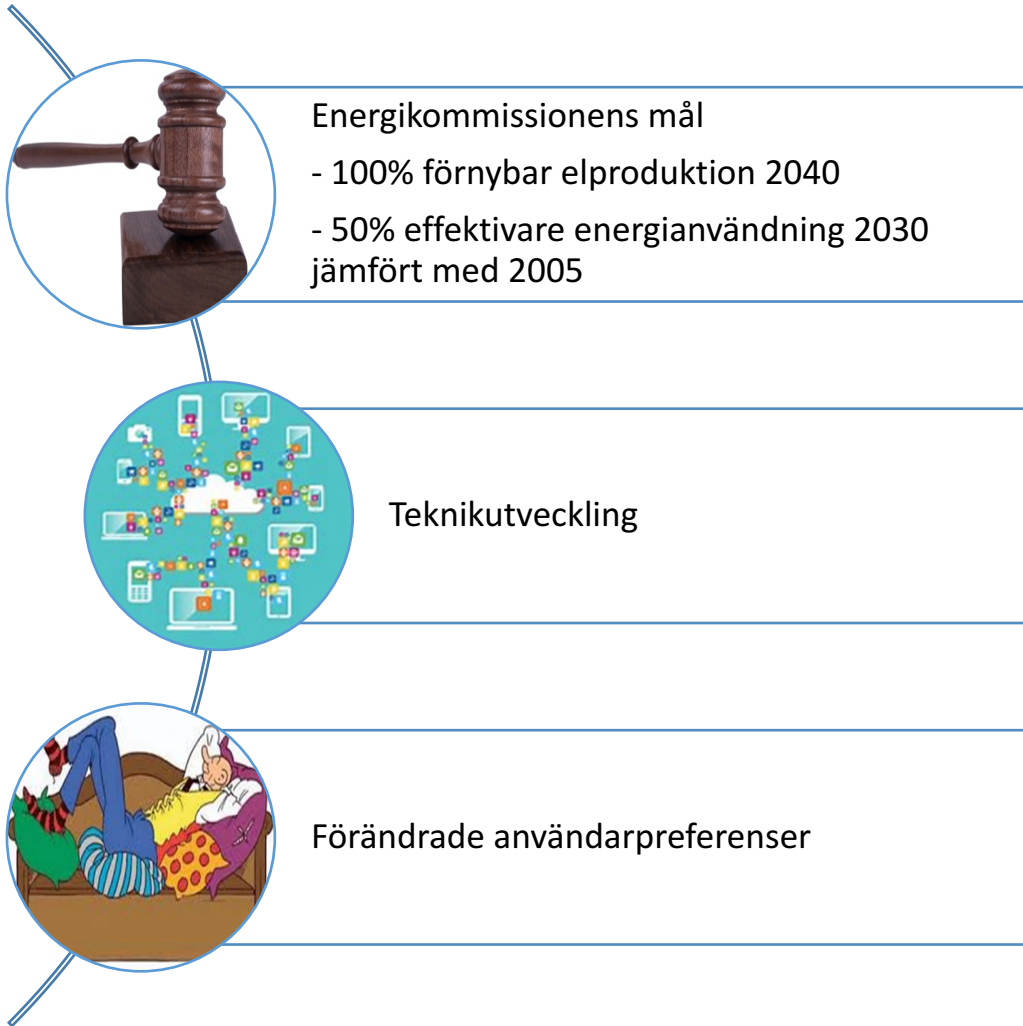 Energikommissionens mål
- 100% förnybar elproduktion 2040
- 50% effektivare energianvändning 2030
jämfört med 2005
Teknikutveckling
Förändrade användarpreferenser